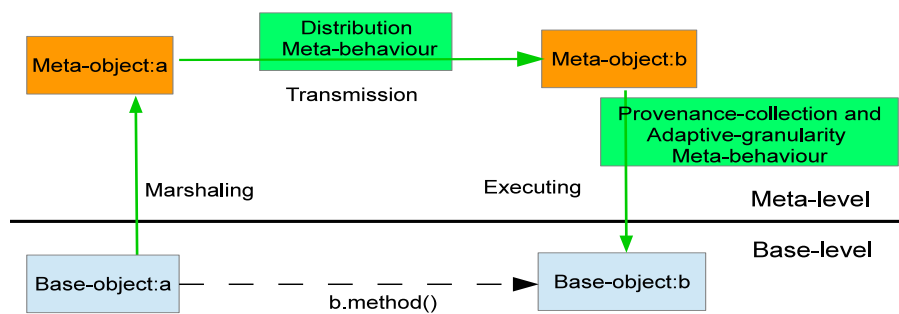 Distribution
Meta-behaviour
Meta-object:a
Meta-object:b
Transmission
Provenance-collection and
Adaptive-granularity
Meta-behaviour
Marshaling
Executing
Meta-level
Base-level
Base-object:a
Base-object:b
b.method()